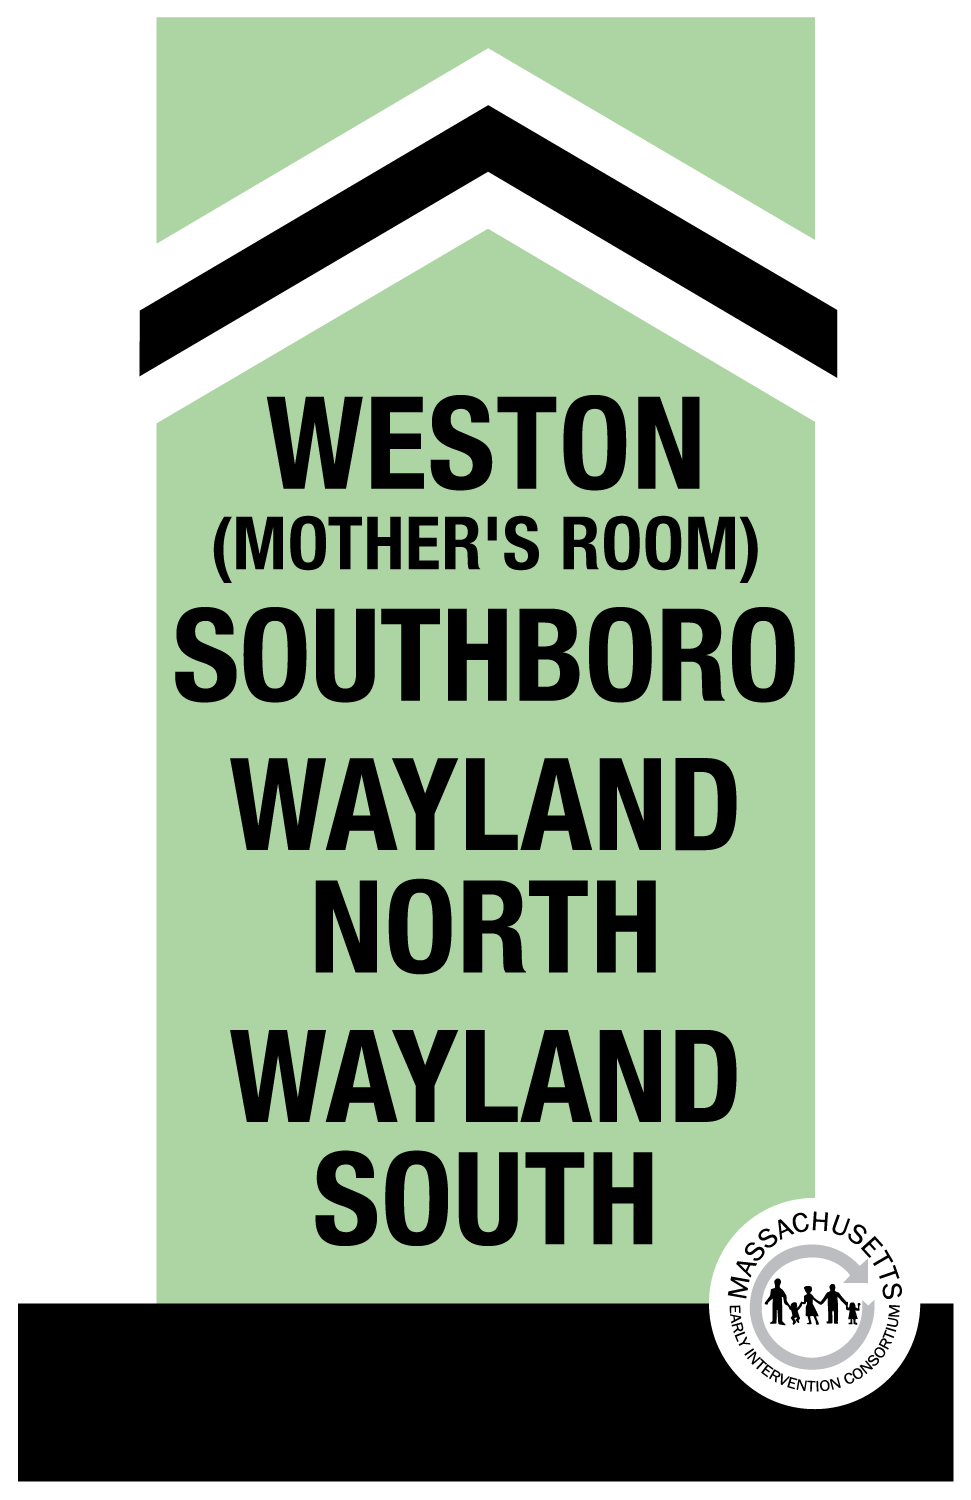 WESTON
(MOTHER'S ROOM)
SOUTHBORO
WAYLAND
NORTH
WAYLAND
SOUTH
MASSACHUSETTS
EARLY INTERVENTION CONSORTIUM